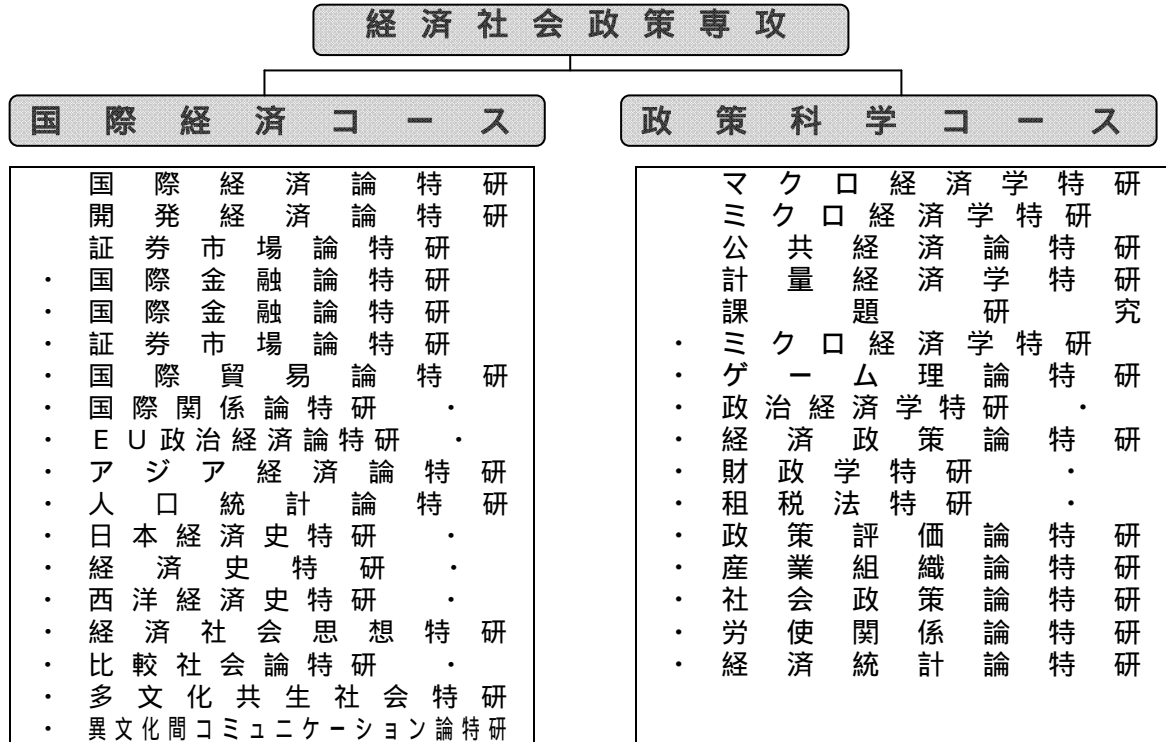 経済社会政策専攻
国際経済コース
国際経済論特研
開発経済論特研
証券市場論特研
・国際金融論特研
・国際金融論特研
・証券市場論特研
・国際貿易論特研
・国際関係論特研・
・EU政治経済論特研・
・アジア経済論特研
・人口統計論特研
・日本経済史特研・
・経済史特研・
・西洋経済史特研・
・経済社会思想特研
・比較社会論特研・
・多文化共生社会特研
・異文化間コミュニケーション論特研
政策科学コース
マクロ経済学特研
ミクロ経済学特研
公共経済論特研
計量経済学特研
課題研究
・ミクロ経済学特研
・ゲーム理論特研
・政治経済学特研・
・経済政策論特研
・財政学特研・
・租税法特研・
・政策評価論特研
・産業組織論特研
・社会政策論特研
・労使関係論特研
・経済統計論特研